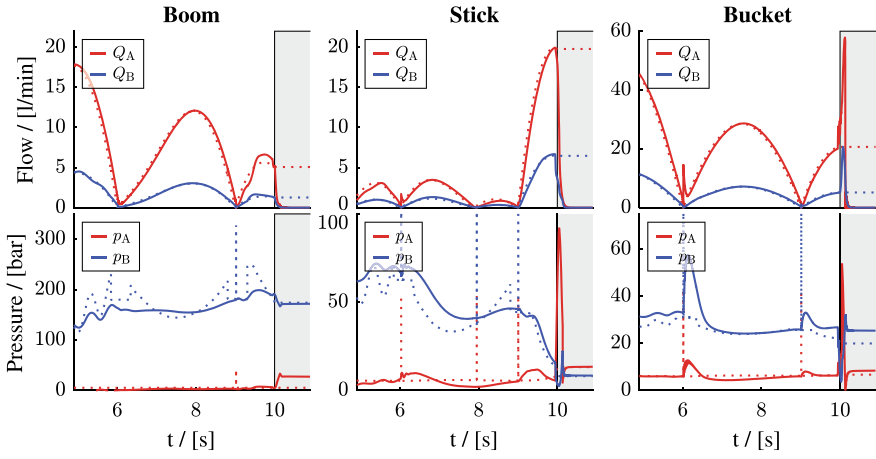 Boom Stick Bucket
Flow / [l/min]
20
15
10
5
0
Q_A
Q_B
20
15
10
5
0
Q_A
Q_B
60
40
20
0
Q_A
Q_B
Pressure / [bar]
300
200
100
0
p_A
p_B
100
50
0
p_A
p_B
60
40
20
0
p_A
p_B
6 8 10
6 8 10
6 8 10
t / [s] t / [s] t / [s]